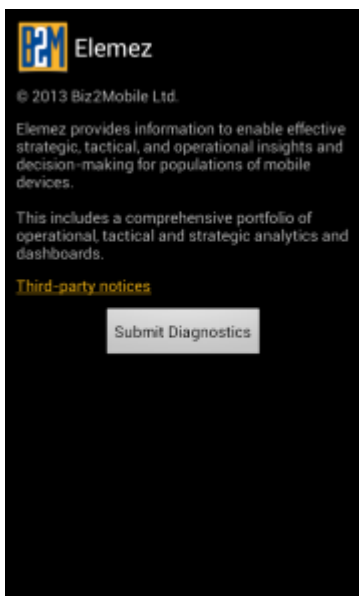 B2M Elemez
© 2013 Biz2Mobile Ltd.
Elemez provides information to enable effective
strategic, tactical, and operational insights and
decision-making for populations of mobile
devices.
This includes a comprehensive portfolio of
operational, tactical and strategic analytics and
dashboards.
Third-party notices
Submit Diagnostics